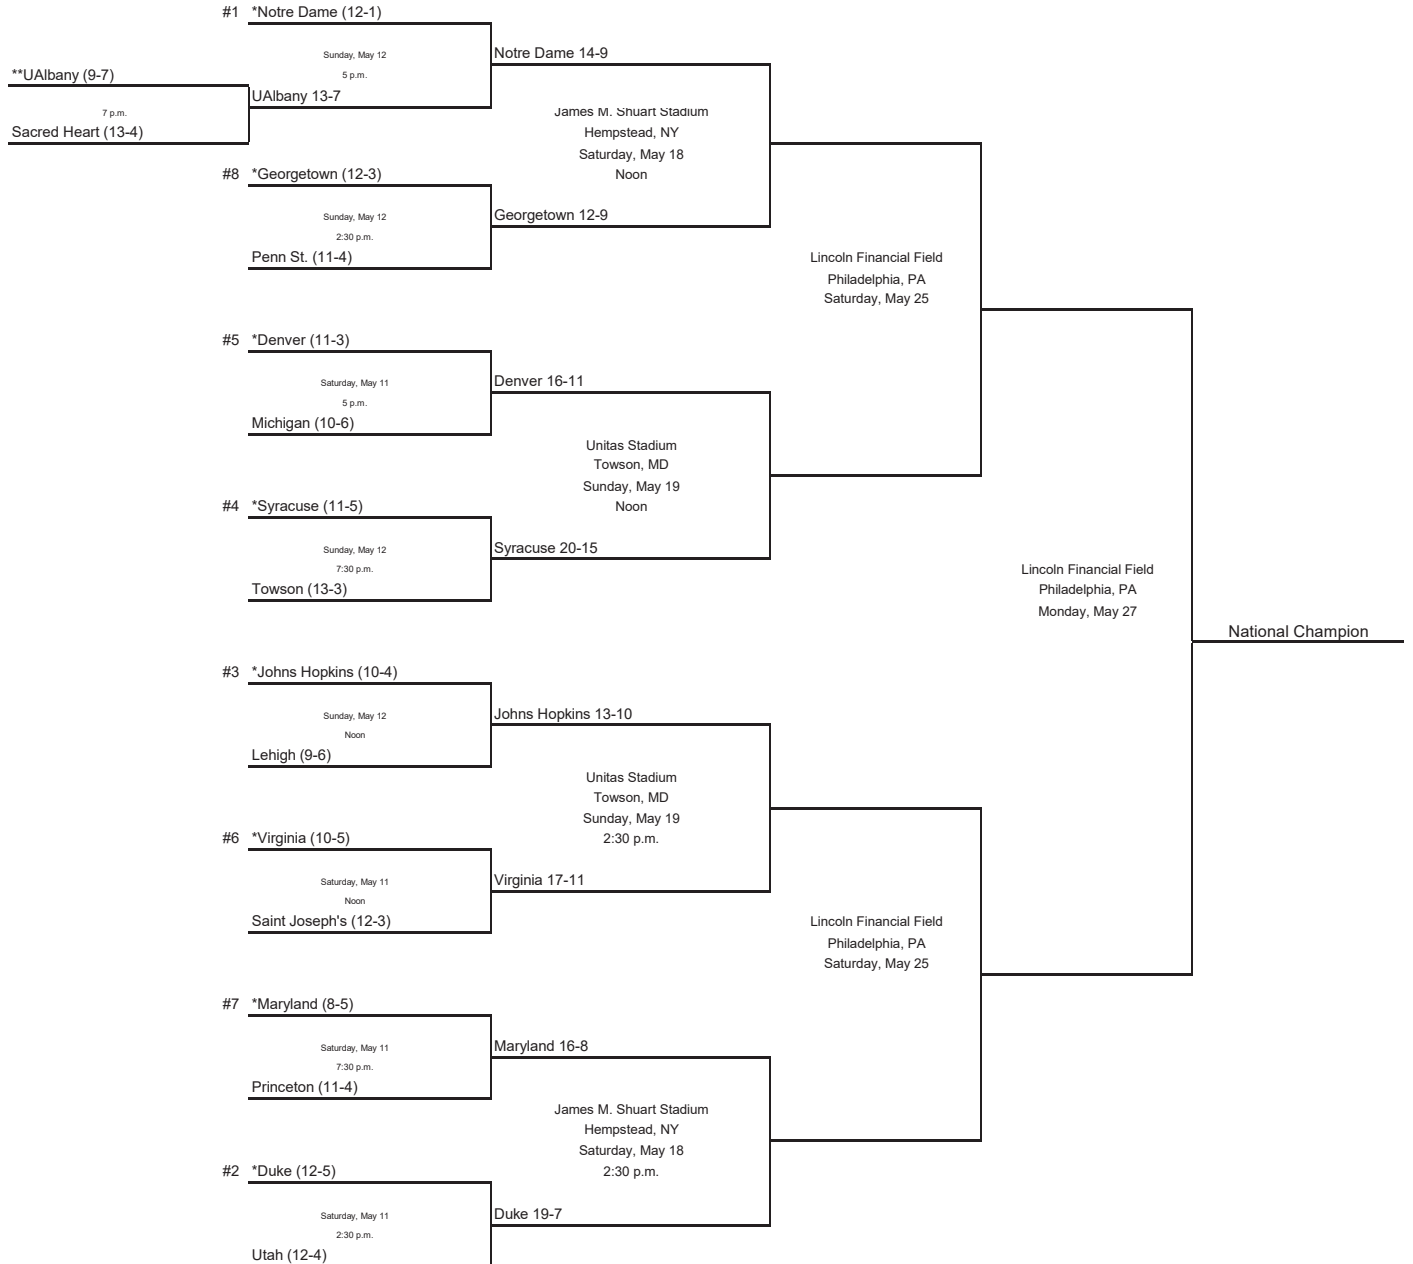 #1 *Notre Dame (12-1)
Sunday, May 12
5 p.m.
Notre Dame 14-9
**UAlbany (9-7)
UAlbany 13-7
7 p.m.
Sacred Heart (13-4)
James M. Shuart Stadium
Hempstead, NY
Saturday, May 18
Noon
#8 *Georgetown (12-3)
Sunday, May 12
2:30 p.m.
Georgetown 12-9
Penn St. (11-4)
Lincoln Financial Field
Philadelphia, PA
Saturday, May 25
#5 *Denver (11-3)
Saturday, May 11
5 p.m.
Denver 16-11
Michigan (10-6)
Unitas Stadium
Towson, MD
Sunday, May 19
Noon
#4 *Syracuse (11-5)
Sunday, May 12
7:30 p.m.
Syracuse 20-15
Towson (13-3)
Lincoln Financial Field
Philadelphia, PA
Monday, May 27
National Champion
#3 *Johns Hopkins (10-4)
Sunday, May 12
Noon
Johns Hopkins 13-10
Lehigh (9-6)
Unitas Stadium
Towson, MD
Sunday, May 19
2:30 p.m.
#6 *Virginia (10-5)
Saturday, May 11
Noon
Virginia 17-11
Saint Joseph's (12-3)
Lincoln Financial Field
Philadelphia, PA
Saturday, May 25
#7 *Maryland (8-5)
Saturday, May 11
7:30 p.m.
Maryland 16-8
Princeton (11-4)
James M. Shuart Stadium
Hempstead, NY
Saturday, May 18
2:30 p.m.
#2 *Duke (12-5)
Saturday, May 11
2:30 p.m.
Duke 19-7
Utah (12-4)